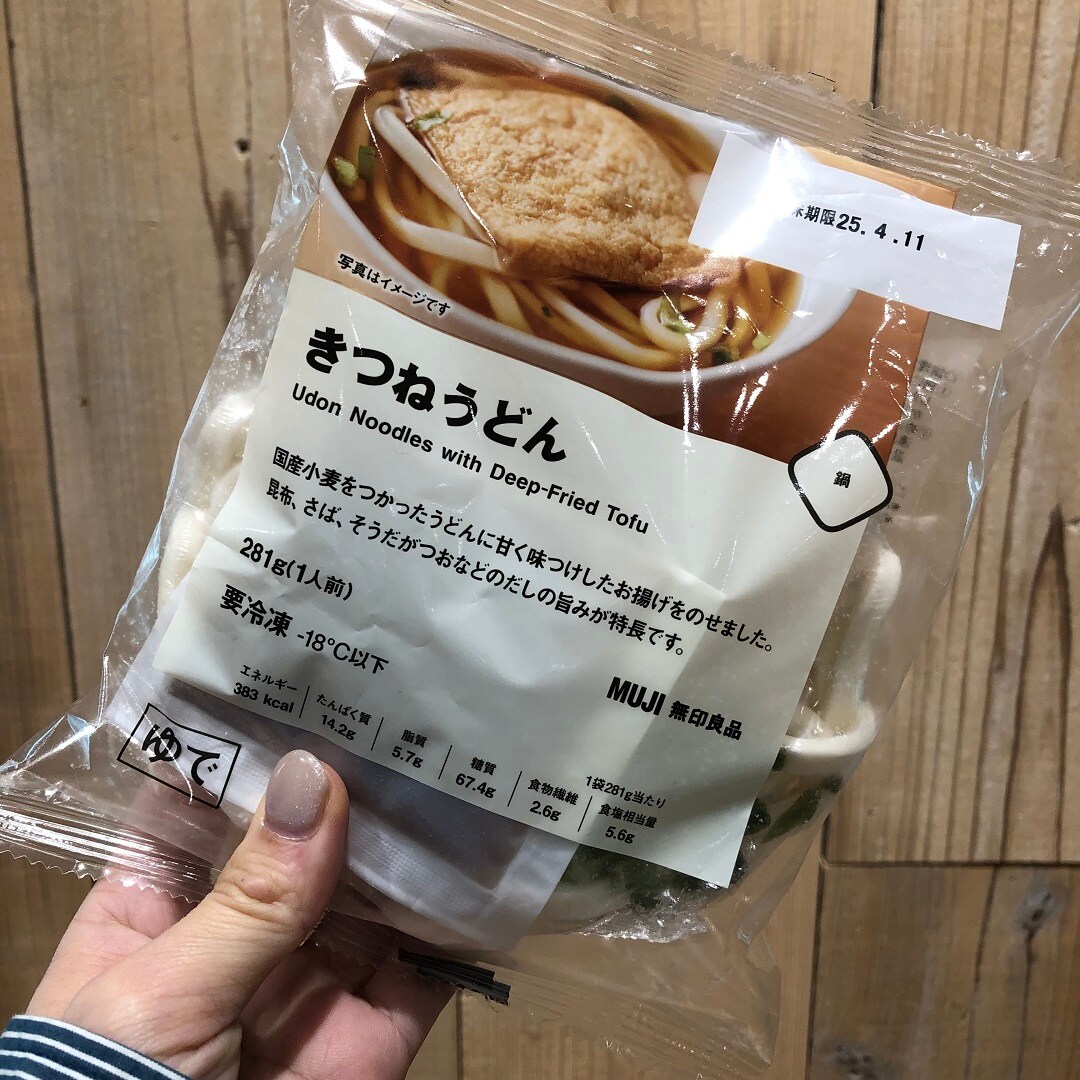 期限25.4.11
写真はイメージです
きつねうどん
Udon Noodles with Deep-Fried Tofu
鍋
国産小麦をつかったうどんに甘く味つけしたお揚げをのせました。
昆布、さば、そうだがつおなどのだしの旨みが特長です。
281g(1人前)
要冷凍 -18℃以下
MUJI 無印良品
1袋281g当たり
エネルギー
383 kcal
たんぱく質
14.2g
脂質
5.7g
糖質
67.4g
食物繊維
2.6g
食塩相当量
5.6g
ゆで